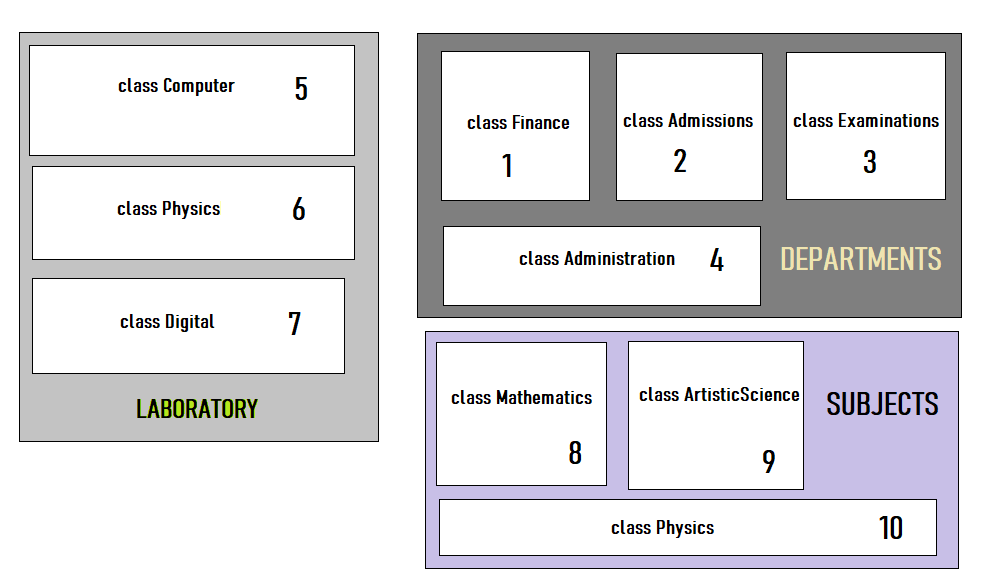 class Computer 5
class Physics 6
class Digital 7
LABORATORY
class Finance
1
class Admissions
2
class Examinations
3
class Administration 4
DEPARTMENTS
class Mathematics
8
class ArtisticScience
9
SUBJECTS
class Physics 10